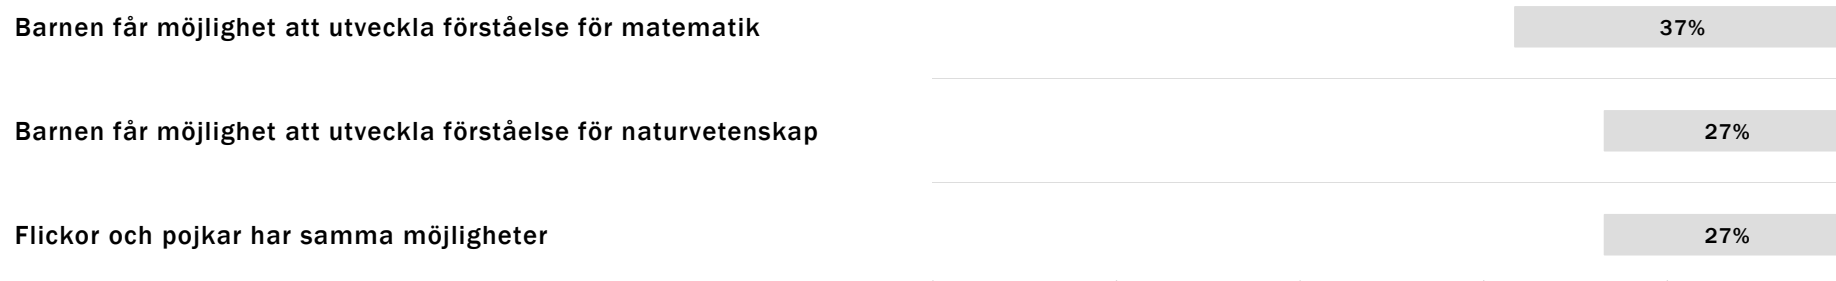 Barnen får möjlighet att utveckla förståelse för matematik 37%
Barnen får möjlighet att utveckla förståelse för naturvetenskap 27%
Flickor och pojkar har samma möjligheter 27%